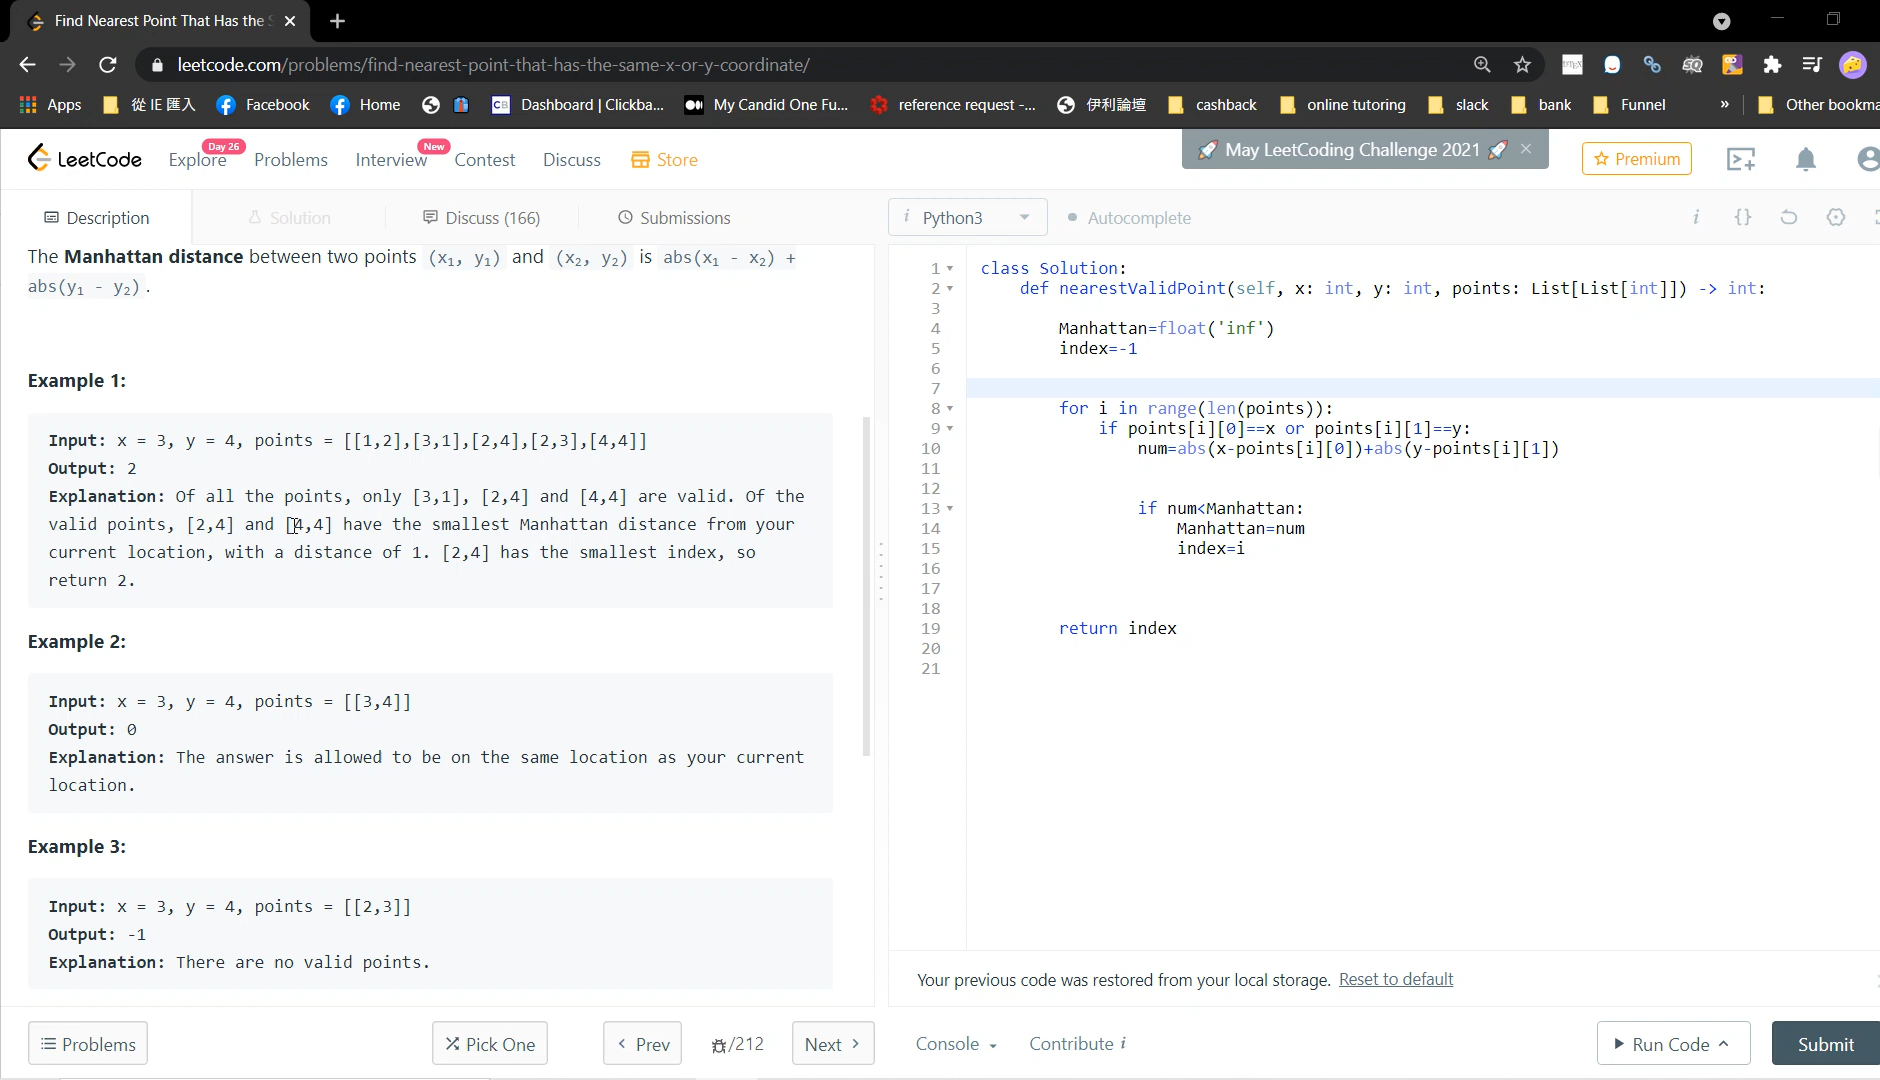 Find Nearest Point That Has the
leetcode.com/problems/find-nearest-point-that-has-the-same-x-or-y-coordinate/
Apps 從 IE 匯入 Facebook Home CB Dashboard | Clickba... My Candid One Fu... reference request -... 伊利論壇 cashback online tutoring slack bank Funnel » Other bookma
LeetCode Explore Day 26 Problems Interview New Contest Discuss Store May LeetCoding Challenge 2021 Premium
Description Solution Discuss (166) Submissions
i Python3 Autocomplete i {}
The Manhattan distance between two points (x₁, y₁) and (x₂, y₂) is abs(x₁ - x₂) +
abs(y₁ - y₂).
Example 1:
Input: x = 3, y = 4, points = [[1,2],[3,1],[2,4],[2,3],[4,4]]
Output: 2
Explanation: Of all the points, only [3,1], [2,4] and [4,4] are valid. Of the
valid points, [2,4] and [4,4] have the smallest Manhattan distance from your
current location, with a distance of 1. [2,4] has the smallest index, so
return 2.
Example 2:
Input: x = 3, y = 4, points = [[3,4]]
Output: 0
Explanation: The answer is allowed to be on the same location as your current
location.
Example 3:
Input: x = 3, y = 4, points = [[2,3]]
Output: -1
Explanation: There are no valid points.
1 class Solution:
2 def nearestValidPoint(self, x: int, y: int, points: List[List[int]]) -> int:
3
4 Manhattan=float('inf')
5 index=-1
6
7
8 for i in range(len(points)):
9 if points[i][0]==x or points[i][1]==y:
10 num=abs(x-points[i][0])+abs(y-points[i][1])
11
12
13 if num<Manhattan:
14 Manhattan=num
15 index=i
16
17
18
19 return index
20
21
Your previous code was restored from your local storage. Reset to default
Problems Pick One Prev /212 Next Console Contribute i Run Code Submit